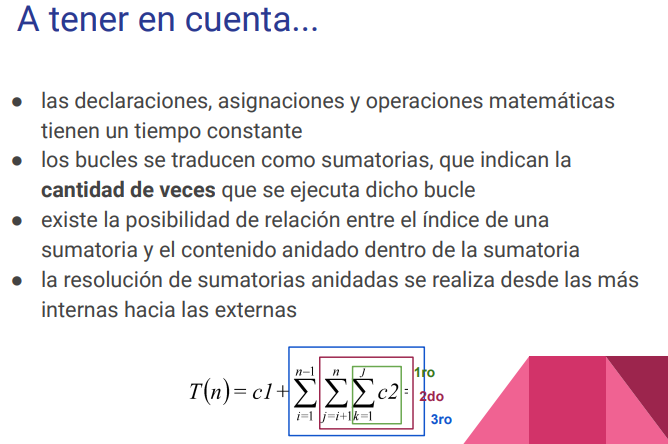 A tener en cuenta...
● las declaraciones, asignaciones y operaciones matemáticas
tienen un tiempo constante
● los bucles se traducen como sumatorias, que indican la
cantidad de veces que se ejecuta dicho bucle
● existe la posibilidad de relación entre el índice de una
sumatoria y el contenido anidado dentro de la sumatoria
● la resolución de sumatorias anidadas se realiza desde las más
internas hacia las externas
n-1 n j 1ro
T(n) = c1 + ∑ ∑ ∑ c2 = 2do
i=1 j=i+1 k=1 3ro